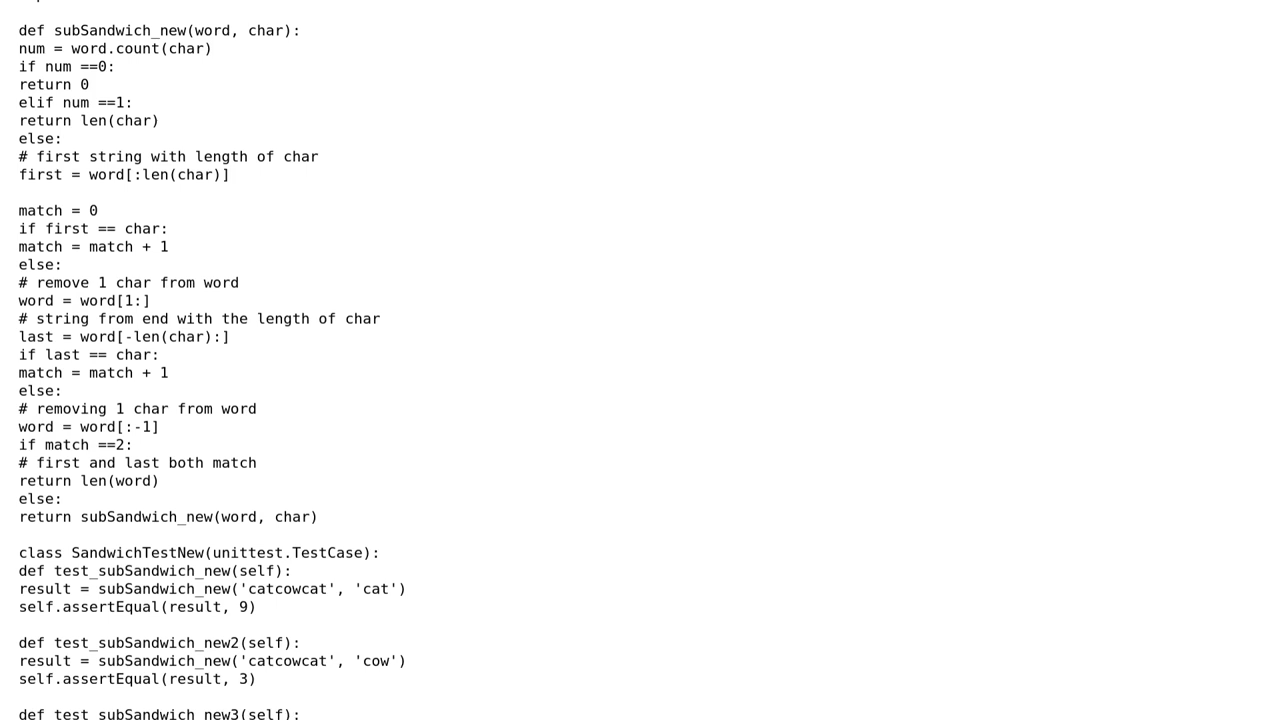 def subSandwich_new(word, char):
num = word.count(char)
if num ==0:
return 0
elif num ==1:
return len(char)
else:
# first string with length of char
first = word[:len(char)]
match = 0
if first == char:
match = match + 1
else:
# remove 1 char from word
word = word[1:]
# string from end with the length of char
last = word[-len(char):]
if last == char:
match = match + 1
else:
# removing 1 char from word
word = word[:-1]
if match ==2:
# first and last both match
return len(word)
else:
return subSandwich_new(word, char)
class SandwichTestNew(unittest.TestCase):
def test_subSandwich_new(self):
result = subSandwich_new('catcowcat', 'cat')
self.assertEqual(result, 9)
def test_subSandwich_new2(self):
result = subSandwich_new('catcowcat', 'cow')
self.assertEqual(result, 3)
def test_subSandwich_new3(self):